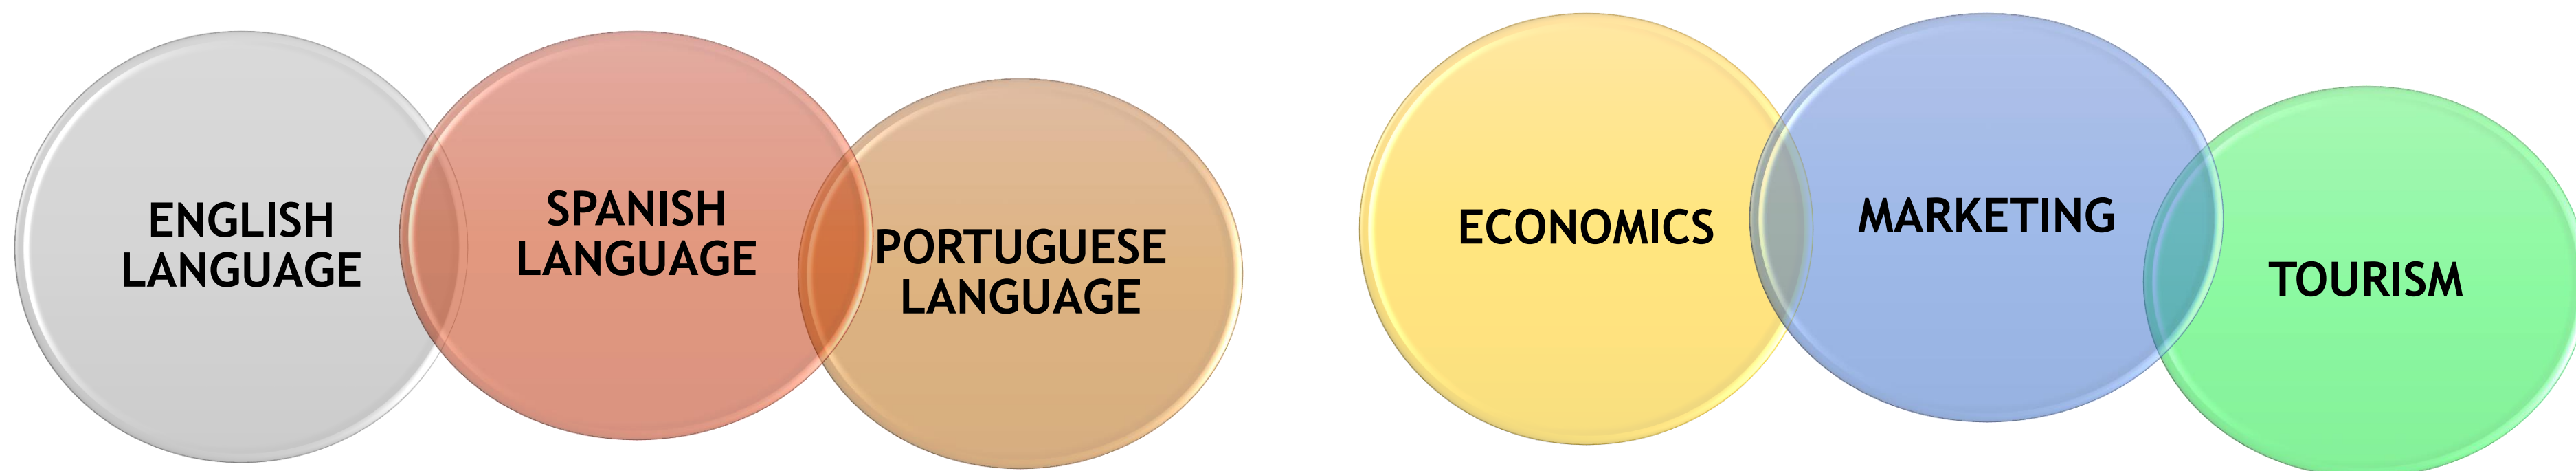 ENGLISH
LANGUAGE
SPANISH
LANGUAGE
PORTUGUESE
LANGUAGE
ECONOMICS
MARKETING
TOURISM